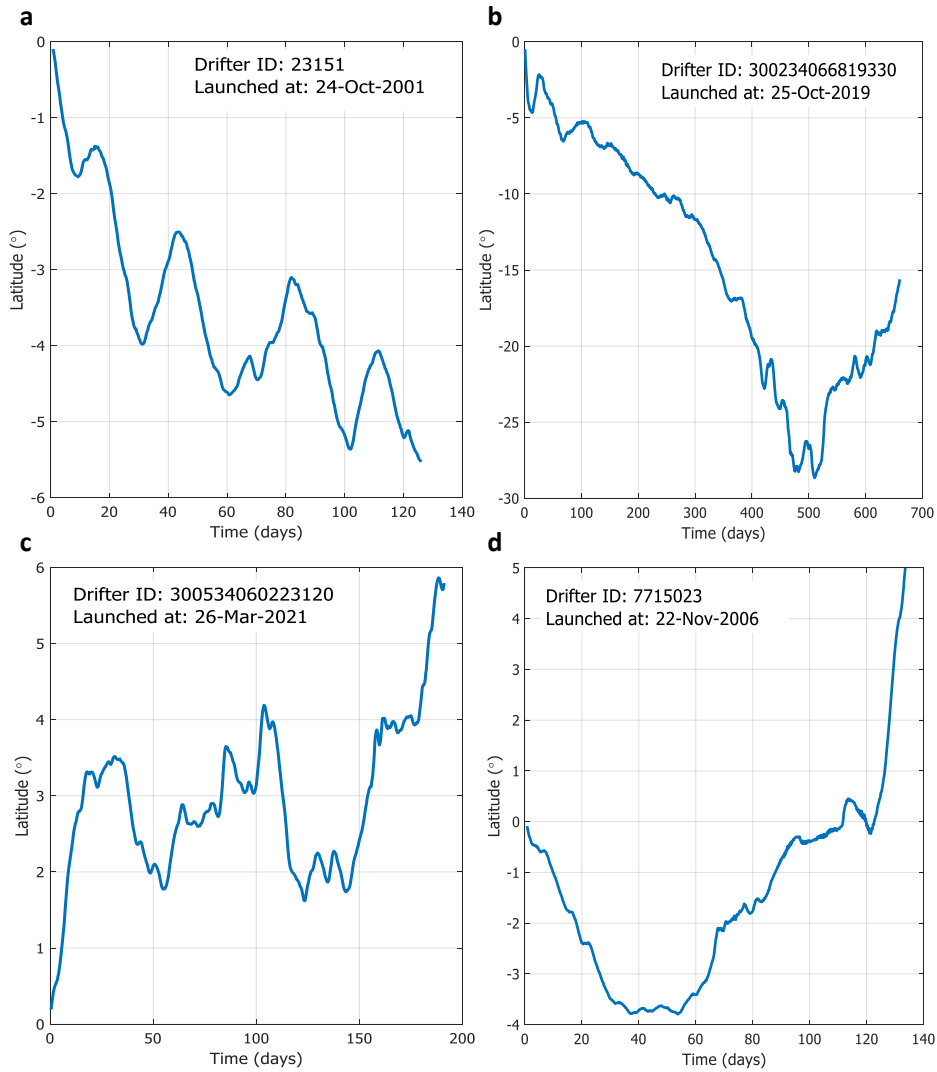 a
Drifter ID: 23151
Launched at: 24-Oct-2001
0
-1
-2
-3
-4
-5
-6
Latitude (°)
0 20 40 60 80 100 120 140
Time (days)
b
Drifter ID: 300234066819330
Launched at: 25-Oct-2019
0
-5
-10
-15
-20
-25
-30
Latitude (°)
0 100 200 300 400 500 600 700
Time (days)
c
Drifter ID: 300534060223120
Launched at: 26-Mar-2021
6
5
4
3
2
1
0
Latitude (°)
0 50 100 150 200
Time (days)
d
Drifter ID: 7715023
Launched at: 22-Nov-2006
5
4
3
2
1
0
-1
-2
-3
-4
Latitude (°)
0 20 40 60 80 100 120 140
Time (days)